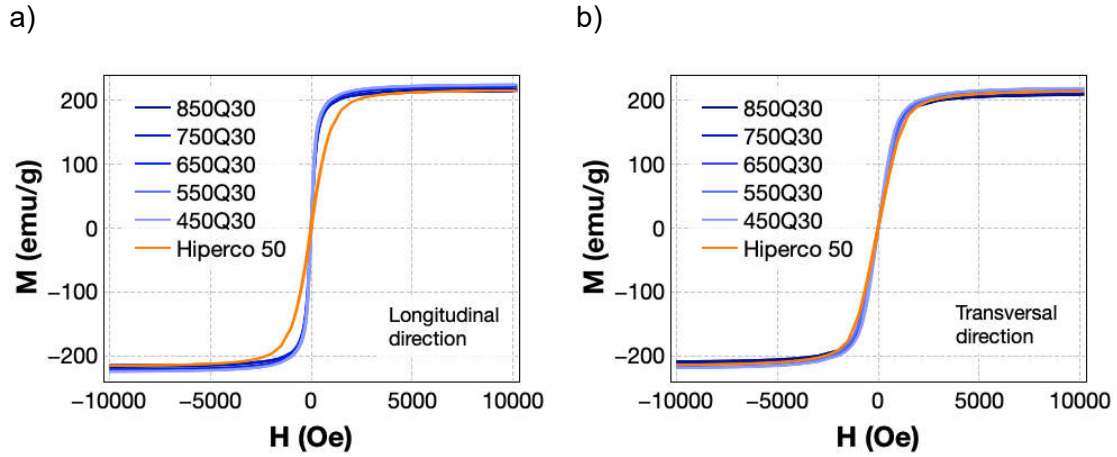 a)
200
100
0
−100
−200
M (emu/g)
850Q30
750Q30
650Q30
550Q30
450Q30
Hiperco 50
Longitudinal
direction
−10000 −5000 0 5000 10000
H (Oe)
b)
200
100
0
−100
−200
M (emu/g)
850Q30
750Q30
650Q30
550Q30
450Q30
Hiperco 50
Transversal
direction
−10000 −5000 0 5000 10000
H (Oe)